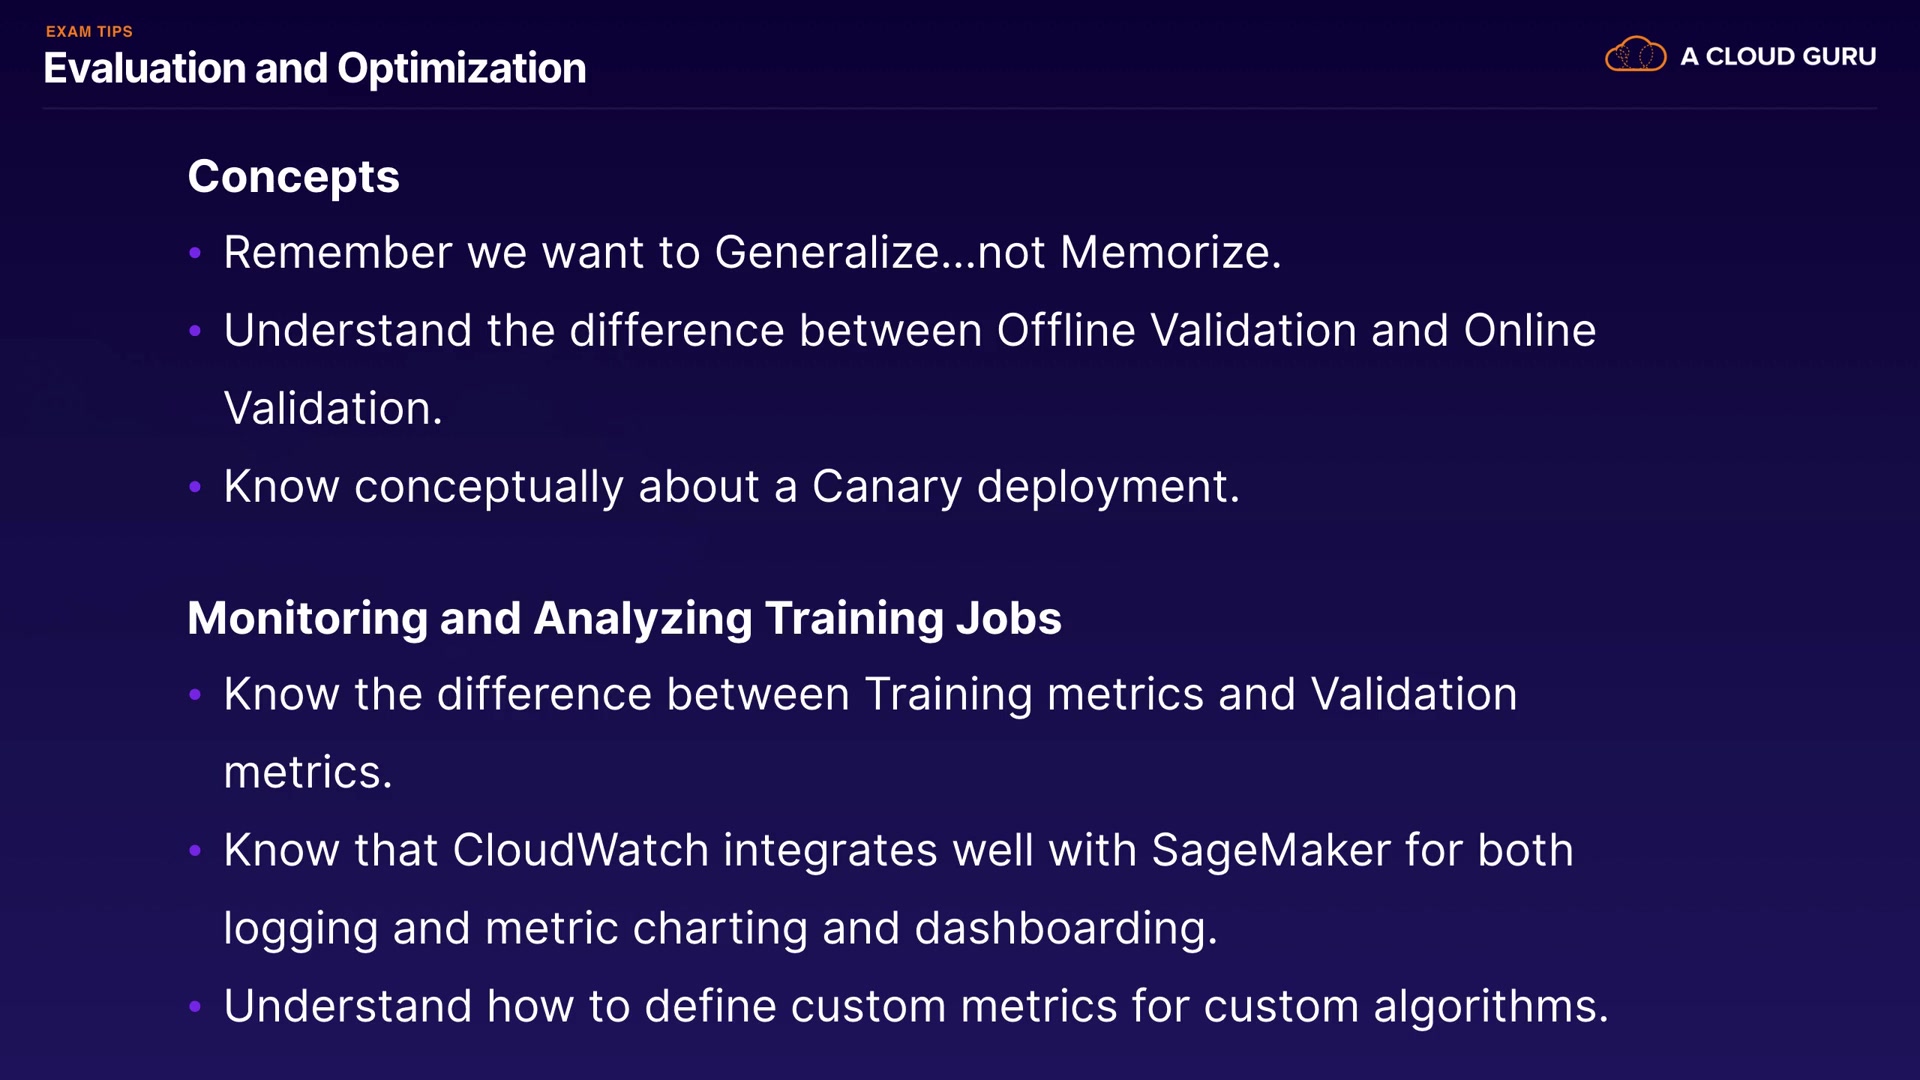 EXAM TIPS
Evaluation and Optimization
A CLOUD GURU
Concepts
• Remember we want to Generalize...not Memorize.
• Understand the difference between Offline Validation and Online
Validation.
• Know conceptually about a Canary deployment.
Monitoring and Analyzing Training Jobs
• Know the difference between Training metrics and Validation
metrics.
• Know that CloudWatch integrates well with SageMaker for both
logging and metric charting and dashboarding.
• Understand how to define custom metrics for custom algorithms.